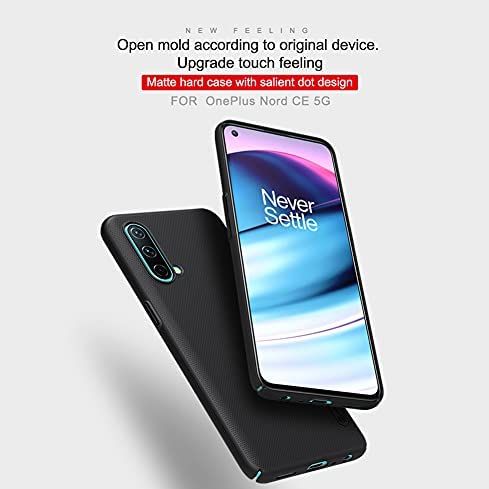 NEW FEELING
Open mold according to original device.
Upgrade touch feeling
Matte hard case with salient dot design
FOR OnePlus Nord CE 5G
Never
Settle